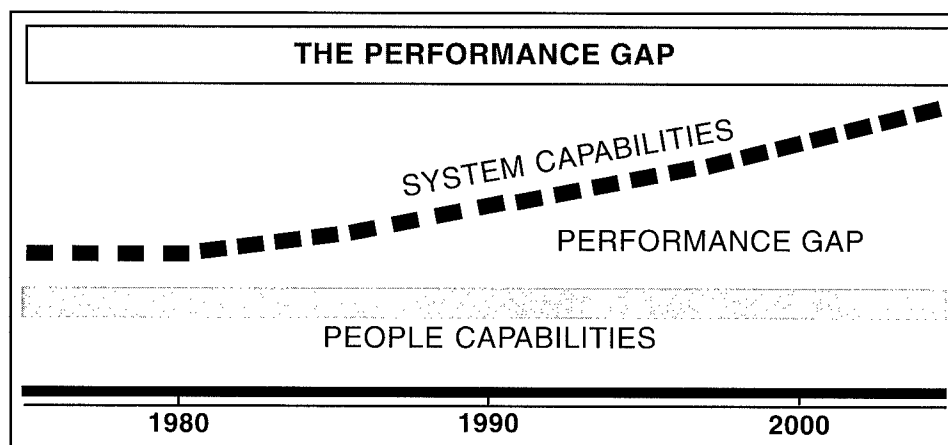 THE PERFORMANCE GAP
SYSTEM CAPABILITIES
PERFORMANCE GAP
PEOPLE CAPABILITIES
1980 1990 2000